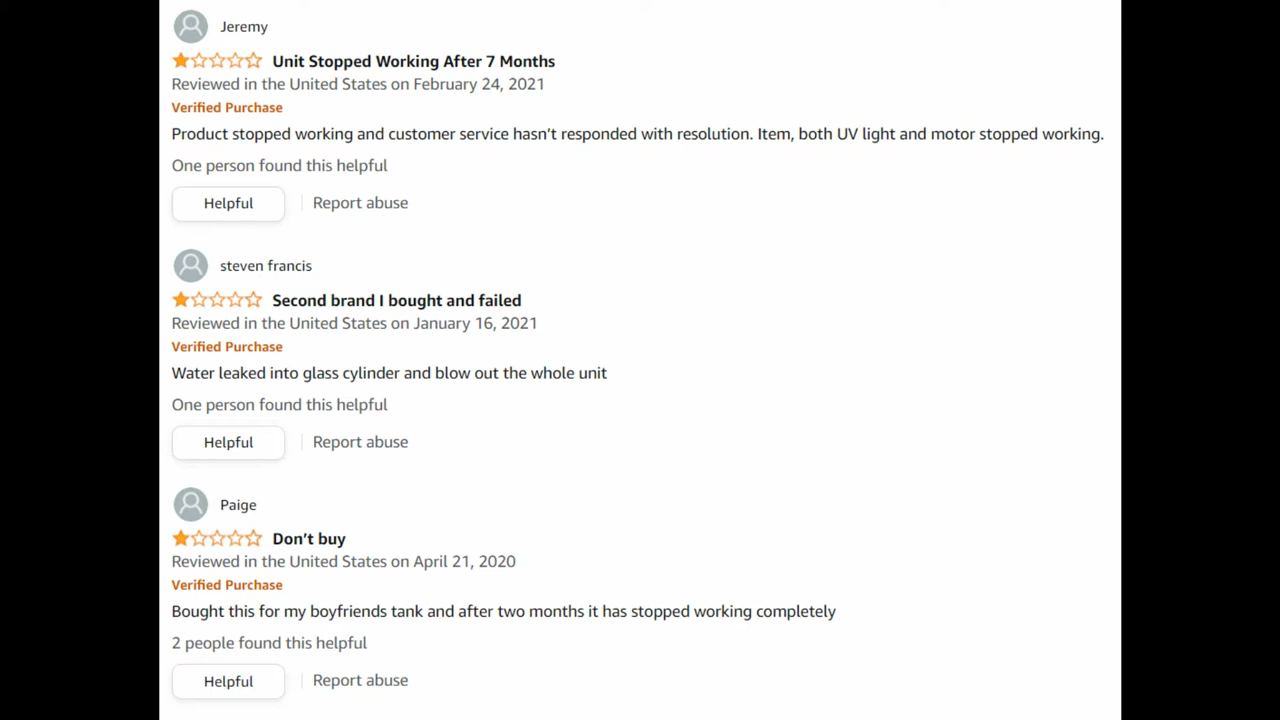 Jeremy
Unit Stopped Working After 7 Months
Reviewed in the United States on February 24, 2021
Verified Purchase
Product stopped working and customer service hasn’t responded with resolution. Item, both UV light and motor stopped working.
One person found this helpful
Helpful Report abuse
steven francis
Second brand I bought and failed
Reviewed in the United States on January 16, 2021
Verified Purchase
Water leaked into glass cylinder and blow out the whole unit
One person found this helpful
Helpful Report abuse
Paige
Don’t buy
Reviewed in the United States on April 21, 2020
Verified Purchase
Bought this for my boyfriends tank and after two months it has stopped working completely
2 people found this helpful
Helpful Report abuse